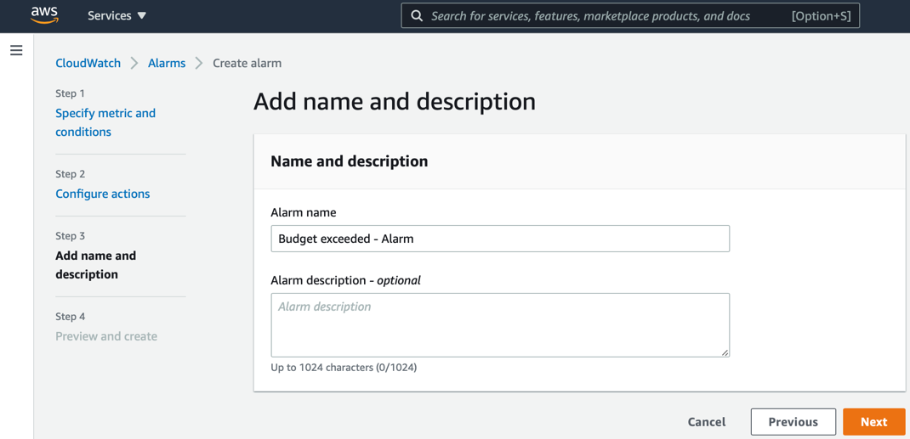 aws
Services ▼
Search for services, features, marketplace products, and docs [Option+S]
CloudWatch > Alarms > Create alarm
Step 1
Specify metric and
conditions
Step 2
Configure actions
Step 3
Add name and
description
Step 4
Preview and create
Add name and description
Name and description
Alarm name
Budget exceeded - Alarm
Alarm description - optional
Alarm description
Up to 1024 characters (0/1024)
Cancel Previous Next